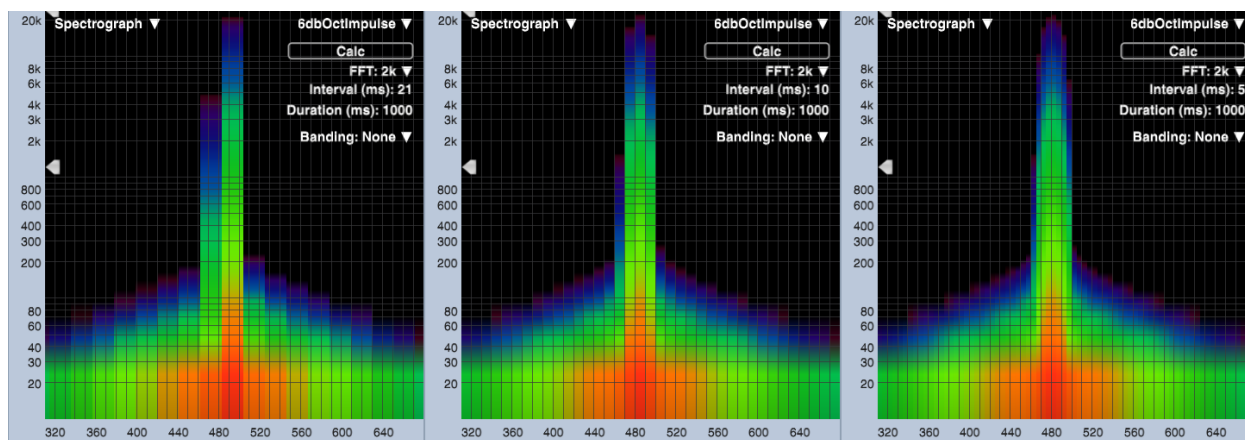 Spectrograph ▼ 6dbOctImpulse ▼
Calc
FFT: 2k ▼
Interval (ms): 21
Duration (ms): 1000
Banding: None ▼
20k
8k
6k
4k
3k
2k
800
600
400
300
200
80
60
40
30
20
320 360 400 440 480 520 560 600 640
Spectrograph ▼ 6dbOctImpulse ▼
Calc
FFT: 2k ▼
Interval (ms): 10
Duration (ms): 1000
Banding: None ▼
20k
8k
6k
4k
3k
2k
800
600
400
300
200
80
60
40
30
20
320 360 400 440 480 520 560 600 640
Spectrograph ▼ 6dbOctImpulse ▼
Calc
FFT: 2k ▼
Interval (ms): 5
Duration (ms): 1000
Banding: None ▼
20k
8k
6k
4k
3k
2k
800
600
400
300
200
80
60
40
30
20
320 360 400 440 480 520 560 600 640